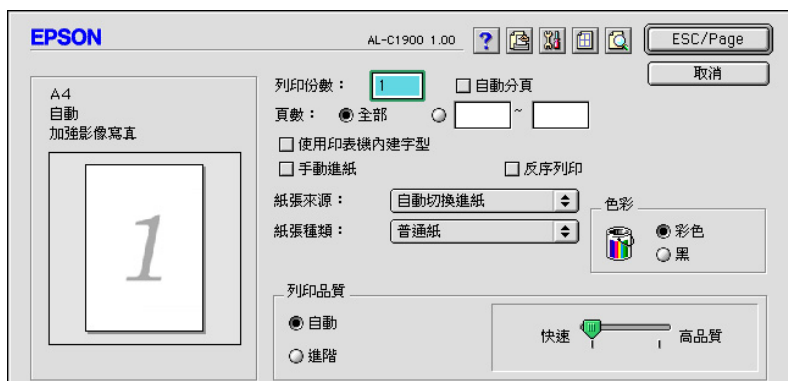 EPSON
AL-C1900 1.00
ESC/Page
取消
A4
自動
加強影像寫真
1
列印份數：
1
自動分頁
頁數：
全部
~
使用印表機內建字型
手動進紙
反序列印
紙張來源：
自動切換進紙
紙張種類：
普通紙
色彩
彩色
黑
列印品質
自動
進階
快速
高品質